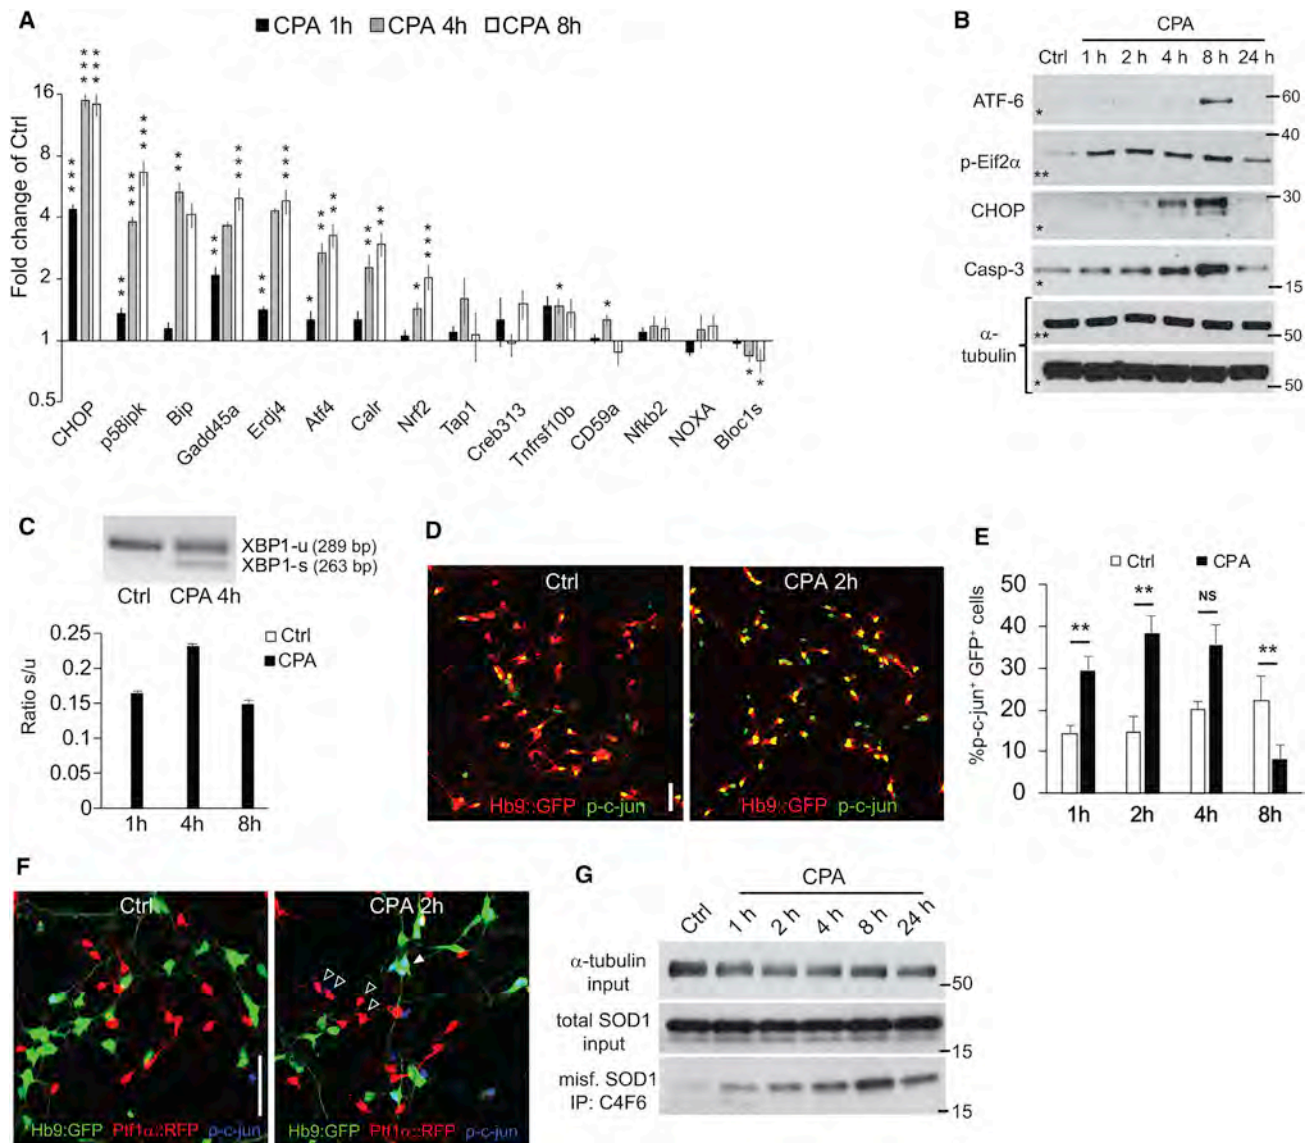 A
CPA 1h CPA 4h CPA 8h
Fold change of Ctrl
16
8
4
2
1
0.5
*** *** ***
** *** ***
** 
** ***
** ***
* ** **
** **
* ***
*
*
* *
CHOP p58ipk Bip Gadd45a Erdj4 Atf4 Calr Nrf2 Tap1 Creb313 Tnfrsf10b CD59a Nfkb2 NOXA Bloc1s
B
CPA
Ctrl 1 h 2 h 4 h 8 h 24 h
ATF-6 * 60
40
p-Eif2α **
CHOP * 30
Casp-3 * 15
α-tubulin ** 50
* 50
C
XBP1-u (289 bp)
XBP1-s (263 bp)
Ctrl CPA 4h
Ratio s/u
0.25
0.2
0.15
0.1
0.05
0
Ctrl
CPA
1h 4h 8h
D
Ctrl
Hb9::GFP p-c-jun
CPA 2h
Hb9::GFP p-c-jun
E
Ctrl CPA
%p-c-jun⁺ GFP⁺ cells
50
40
30
20
10
0
** ** NS **
1h 2h 4h 8h
F
Ctrl
Hb9:GFP Ptf1α::RFP p-c-jun
CPA 2h
Hb9:GFP Ptf1α::RFP p-c-jun
G
CPA
Ctrl 1 h 2 h 4 h 8 h 24 h
α-tubulin
input
50
total SOD1
input
15
misf. SOD1
IP: C4F6
15